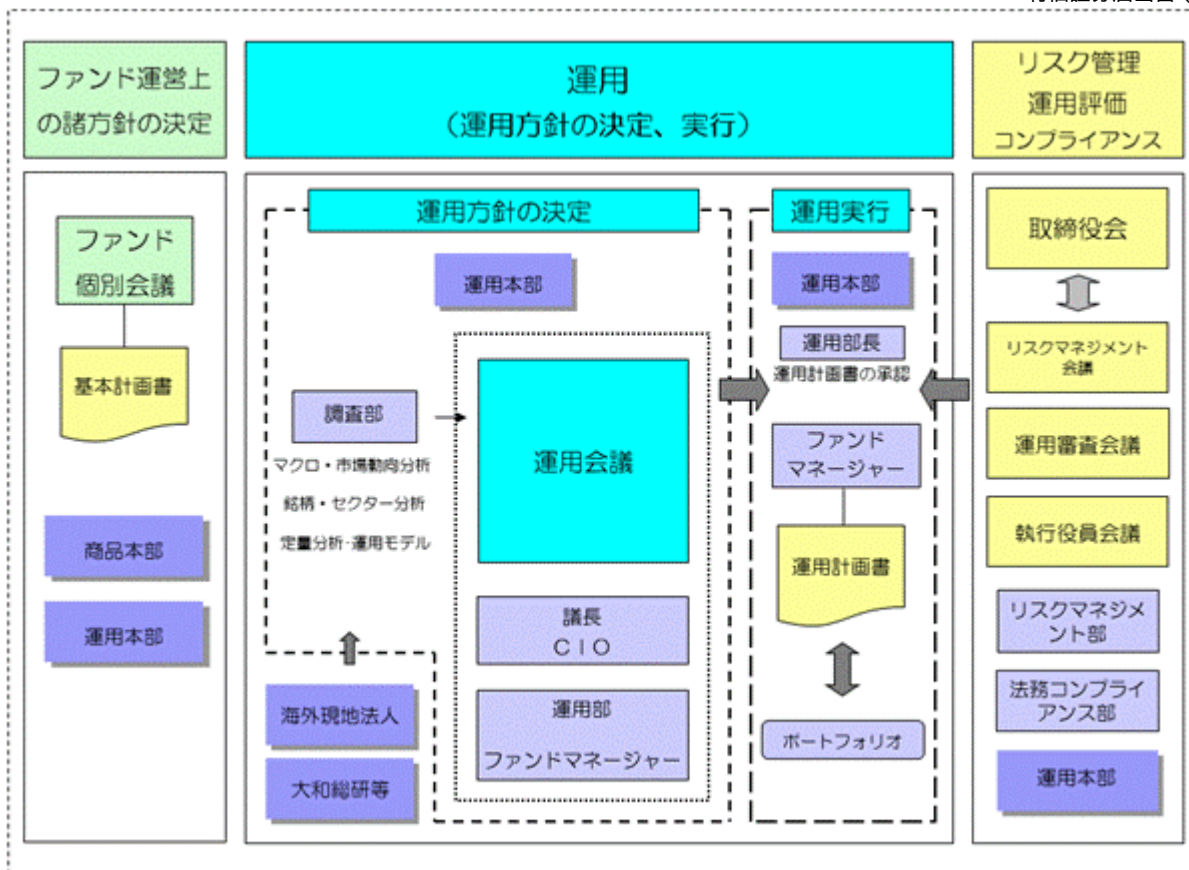 ファンド運営上
の諸方針の決定
運用
(運用方針の決定、実行)
リスク管理
運用評価
コンプライアンス
ファンド
個別会議
基本計画書
商品本部
運用本部
運用方針の決定
運用本部
調査部
マクロ・市場動向分析
銘柄・セクター分析
定量分析・運用モデル
運用会議
議長
CIO
運用部
ファンドマネージャー
海外現地法人
大和総研等
運用実行
運用本部
運用部長
運用計画書の承認
ファンド
マネージャー
運用計画書
ポートフォリオ
取締役会
リスクマネジメント
会議
運用審査会議
執行役員会議
リスクマネジメ
ント部
法務コンプライ
アンス部
運用本部